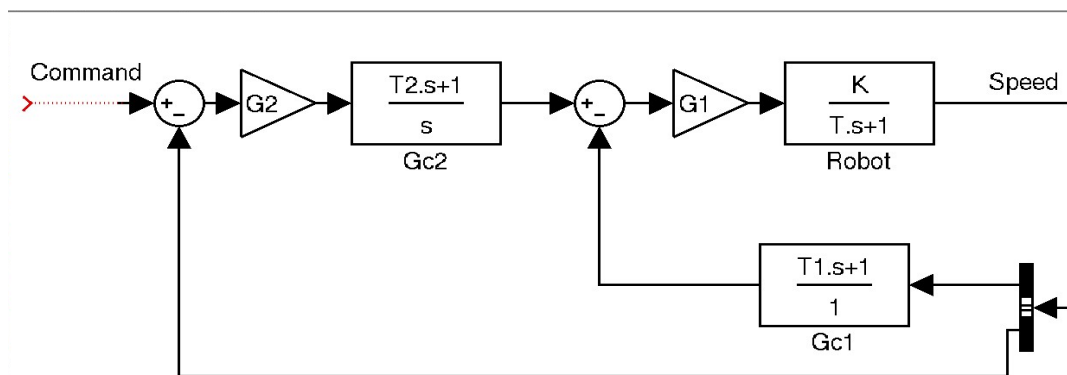 Command
+
−
G2
T2.s+1
s
Gc2
+
−
G1
K
T.s+1
Robot
Speed
T1.s+1
1
Gc1